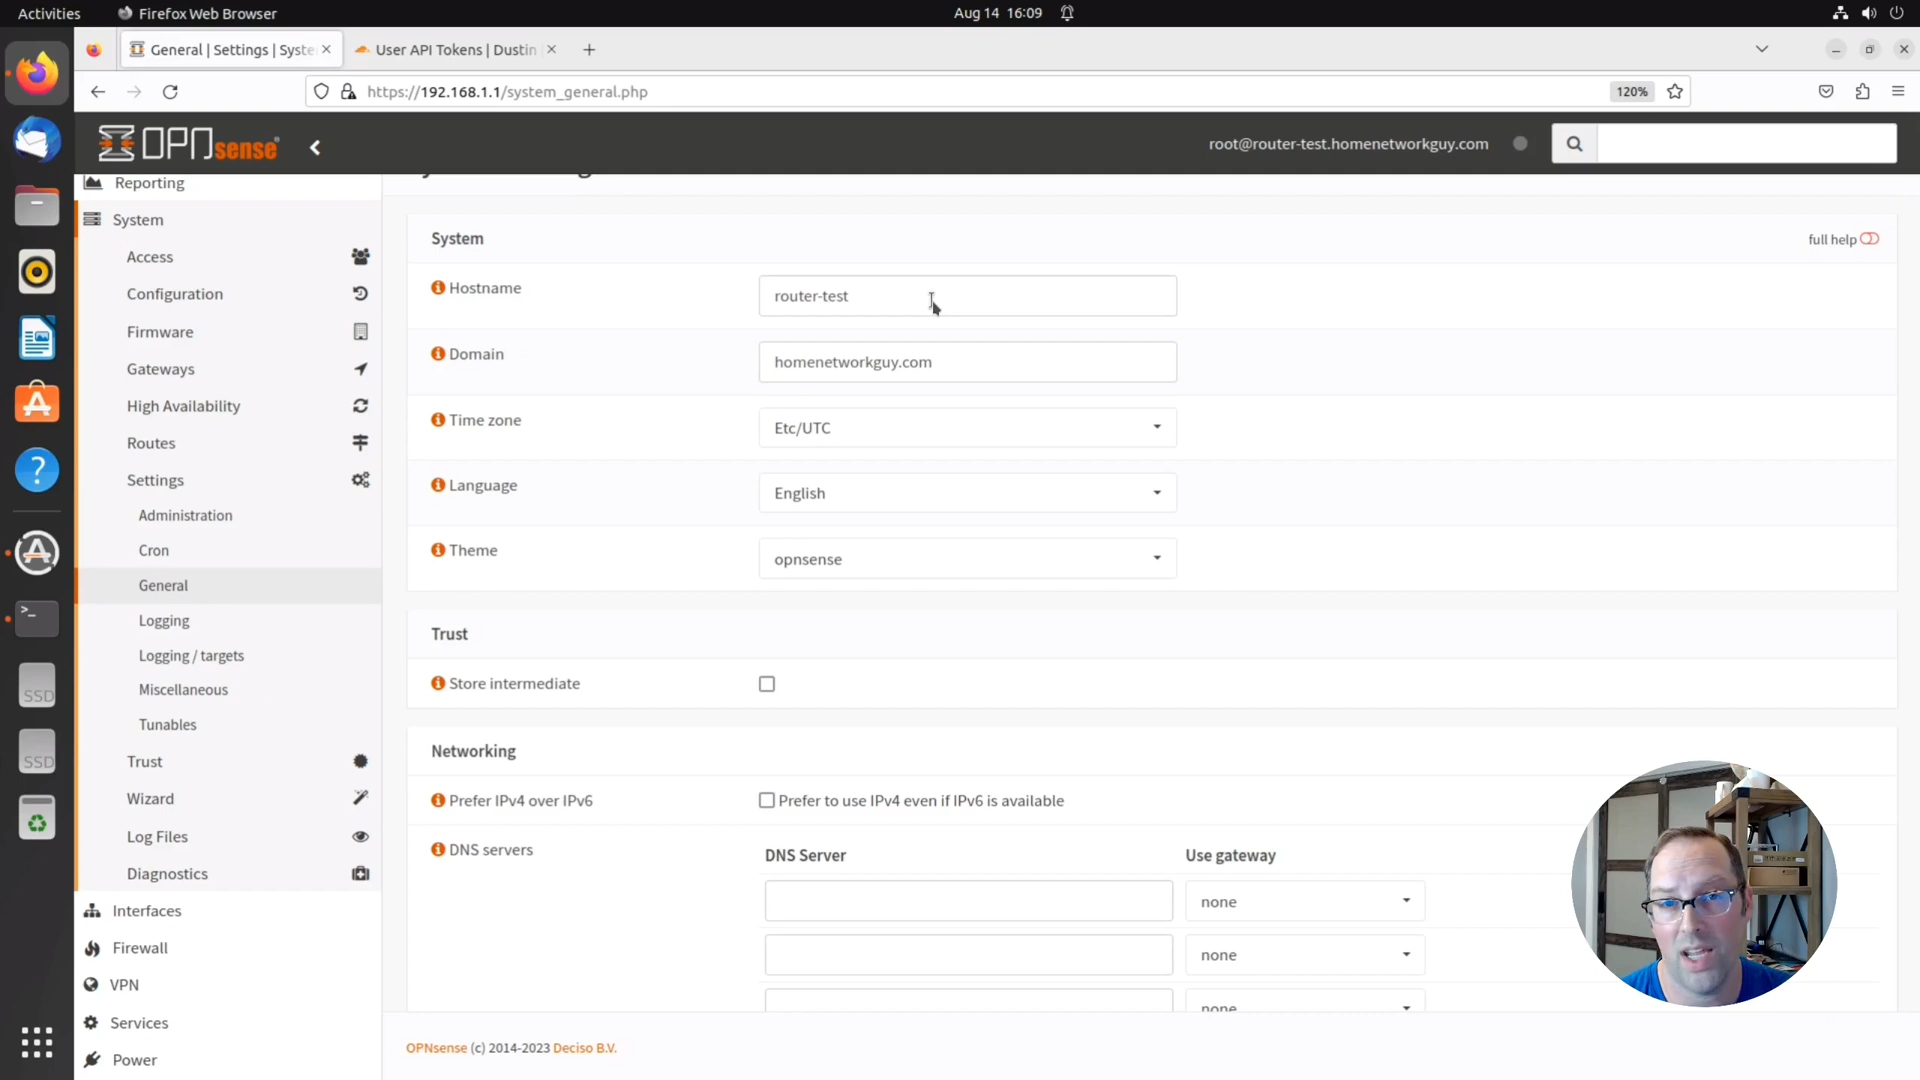 Activities
Firefox Web Browser
Aug 14 16:09
General | Settings | Syste
User API Tokens | Dustin
https://192.168.1.1/system_general.php
120%
OPNsense
root@router-test.homenetworkguy.com
Reporting
System
Access
Configuration
Firmware
Gateways
High Availability
Routes
Settings
Administration
Cron
General
Logging
Logging / targets
Miscellaneous
Tunables
Trust
Wizard
Log Files
Diagnostics
Interfaces
Firewall
VPN
Services
Power
System
full help
Hostname
router-test
Domain
homenetworkguy.com
Time zone
Etc/UTC
Language
English
Theme
opnsense
Trust
Store intermediate
Networking
Prefer IPv4 over IPv6
Prefer to use IPv4 even if IPv6 is available
DNS servers
DNS Server
Use gateway
none
none
none
OPNsense (c) 2014-2023 Deciso B.V.
SSD
SSD